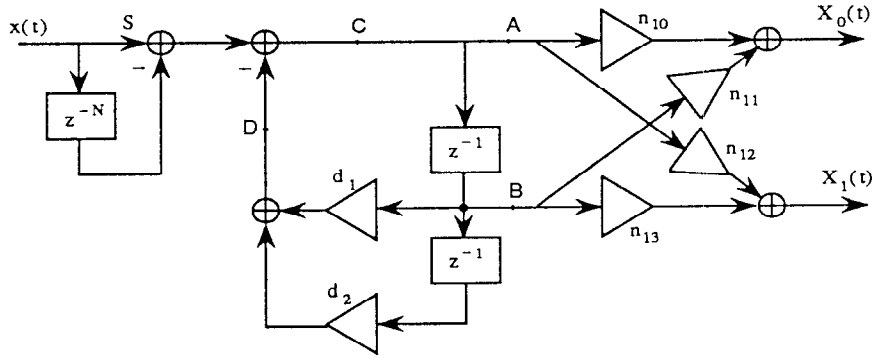 x(t)
S
C
A
n₁₀
X₀(t)
−
−
z⁻ᴺ
n₁₁
D
z⁻¹
n₁₂
d₁
B
X₁(t)
n₁₃
z⁻¹
d₂